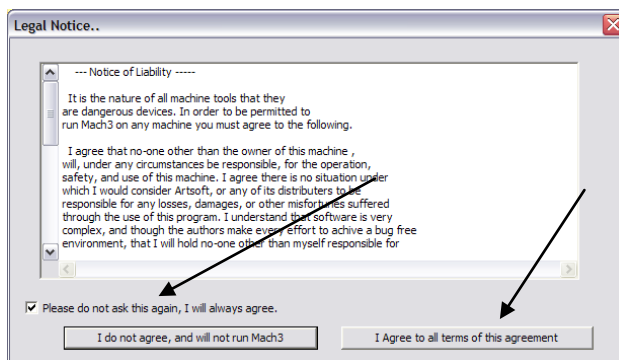 Legal Notice..
--- Notice of Liability -----
It is the nature of all machine tools that they
are dangerous devices. In order to be permitted to
run Mach3 on any machine you must agree to the following.
I agree that no-one other than the owner of this machine ,
will, under any circumstances be responsible, for the operation,
safety, and use of this machine. I agree there is no situation under
which I would consider Artsoft, or any of its distributers to be
responsible for any losses, damages, or other misfortunes suffered
through the use of this program. I understand that software is very
complex, and though the authors make every effort to achive a bug free
environment, that I will hold no-one other than myself responsible for
Please do not ask this again, I will always agree.
I do not agree, and will not run Mach3
I Agree to all terms of this agreement